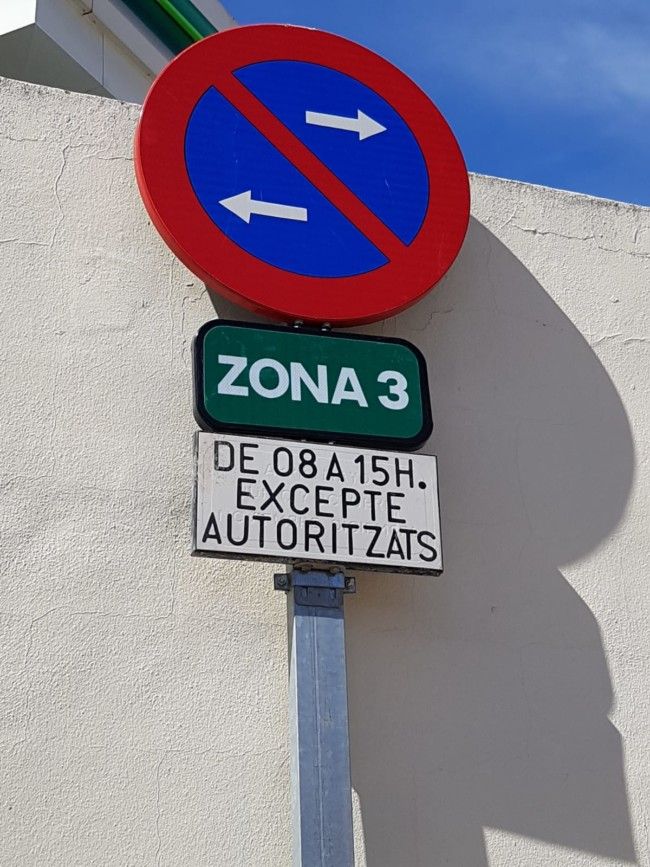 ZONA 3
DE 08 A 15H.
EXCEPTE
AUTORITZATS